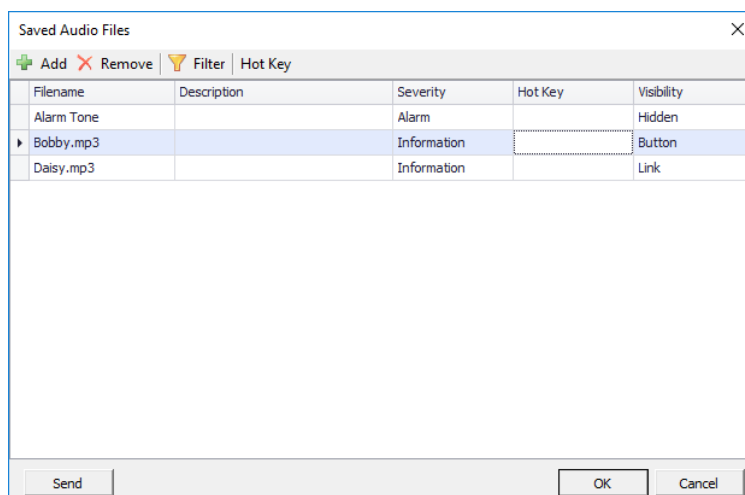 Saved Audio Files
Add Remove Filter Hot Key
Filename Description Severity Hot Key Visibility
Alarm Tone Alarm Hidden
Bobby.mp3 Information Button
Daisy.mp3 Information Link
Send OK Cancel